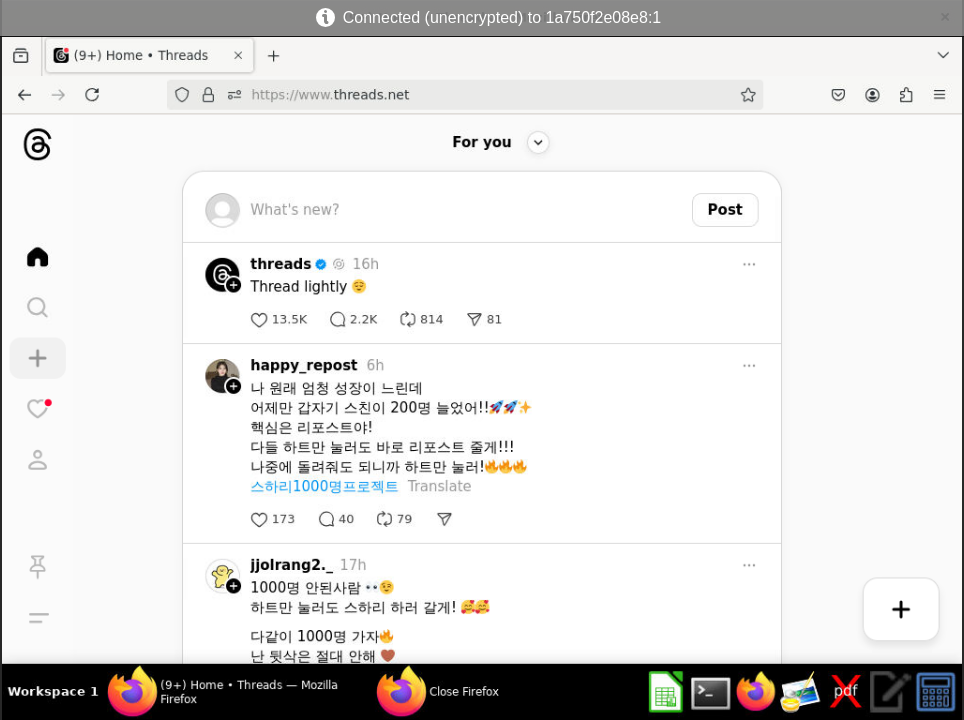 Connected (unencrypted) to 1a750f2e08e8:1
(9+) Home • Threads
https://www.threads.net
For you
What's new?
Post
threads 16h
Thread lightly 😌
13.5K 2.2K 814 81
happy_repost 6h
나 원래 엄청 성장이 느린데
어제만 갑자기 스친이 200명 늘었어!!🚀🚀✨
핵심은 리포스트야!
다들 하트만 눌러도 바로 리포스트 줄게!!!
나중에 돌려줘도 되니까 하트만 눌러!🔥🔥🔥
스하리1000명프로젝트 Translate
173 40 79
jjolrang2._ 17h
1000명 안된사람 👀🤨
하트만 눌러도 스하리 하러 갈게! 🥰🥰
다같이 1000명 가자🔥
난 뒷삭은 절대 안해 🤎
Workspace 1
(9+) Home • Threads — Mozilla Firefox
Close Firefox
pdf